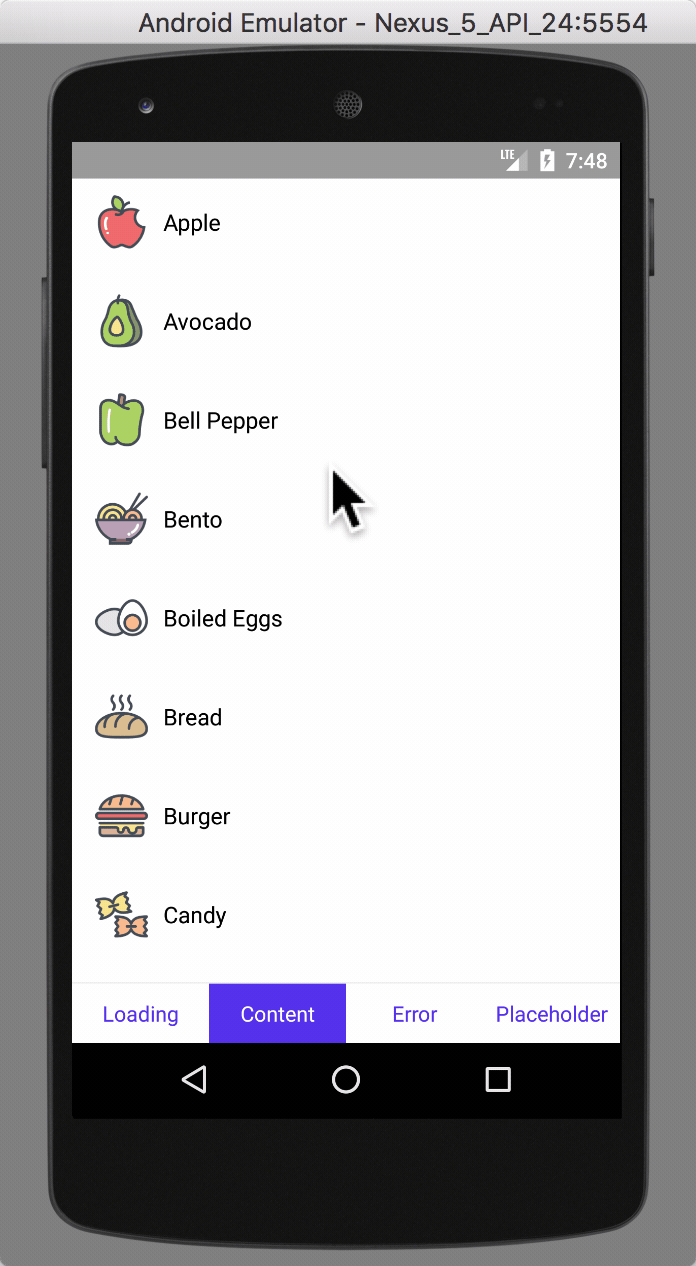 Android Emulator - Nexus_5_API_24:5554
LTE 7:48
Apple
Avocado
Bell Pepper
Bento
Boiled Eggs
Bread
Burger
Candy
Loading Content Error Placeholder